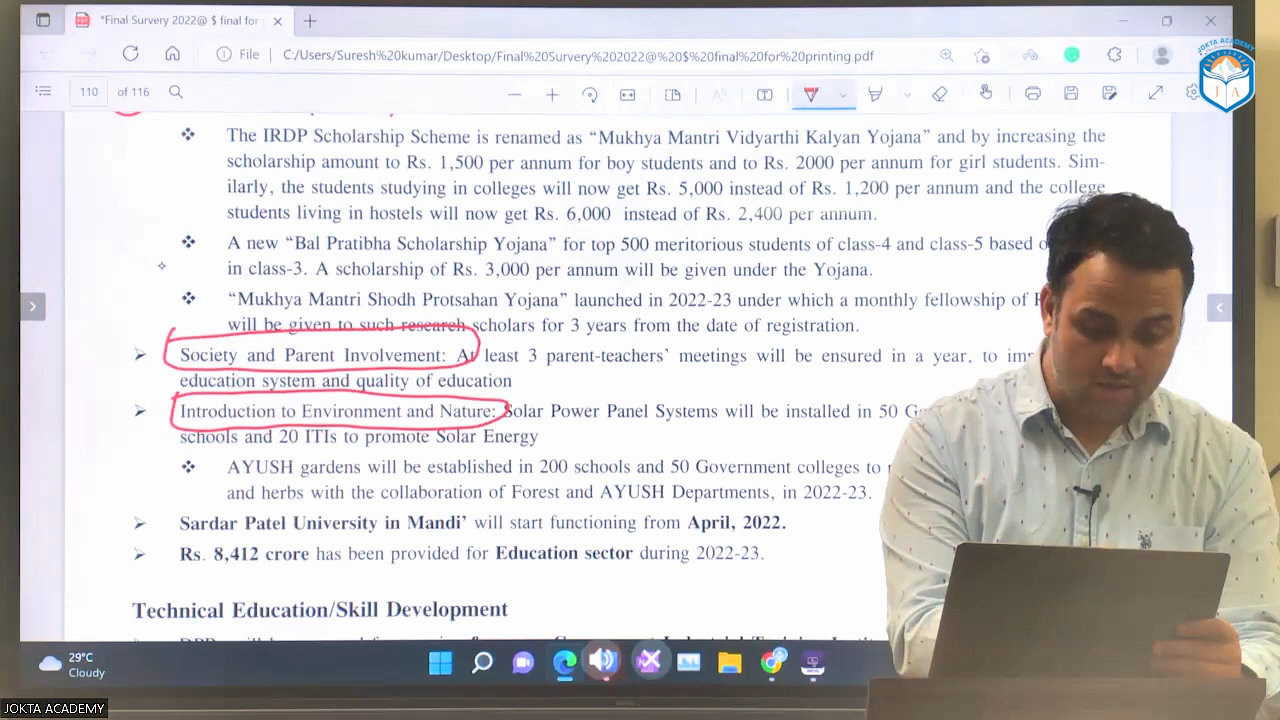 *Final Survery 2022@ $ final for
File
C:/Users/Suresh%20kumar/Desktop/Final%20Survery%202022@%20$%20final%20for%20printing.pdf
110 of 116
JOKTA ACADEMY
J A
The IRDP Scholarship Scheme is renamed as “Mukhya Mantri Vidyarthi Kalyan Yojana” and by increasing the
scholarship amount to Rs. 1,500 per annum for boy students and to Rs. 2000 per annum for girl students. Sim-
ilarly, the students studying in colleges will now get Rs. 5,000 instead of Rs. 1,200 per annum and the college
students living in hostels will now get Rs. 6,000 instead of Rs. 2,400 per annum.
A new “Bal Pratibha Scholarship Yojana” for top 500 meritorious students of class-4 and class-5 based
in class-3. A scholarship of Rs. 3,000 per annum will be given under the Yojana.
“Mukhya Mantri Shodh Protsahan Yojana” launched in 2022-23 under which a monthly fellowship of
will be given to such research scholars for 3 years from the date of registration.
Society and Parent Involvement: At least 3 parent-teachers’ meetings will be ensured in a year, to
education system and quality of education
Introduction to Environment and Nature: Solar Power Panel Systems will be installed in 50
schools and 20 ITIs to promote Solar Energy
AYUSH gardens will be established in 200 schools and 50 Government colleges to
and herbs with the collaboration of Forest and AYUSH Departments, in 2022-23.
Sardar Patel University in Mandi’ will start functioning from April, 2022.
Rs. 8,412 crore has been provided for Education sector during 2022-23.
Technical Education/Skill Development
29°C
Cloudy
JOKTA ACADEMY